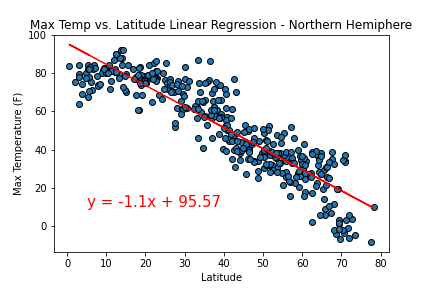 Max Temp vs. Latitude Linear Regression - Northern Hemiphere
100
80
60
40
20
0
Max Temperature (F)
y = -1.1x + 95.57
0 10 20 30 40 50 60 70 80
Latitude